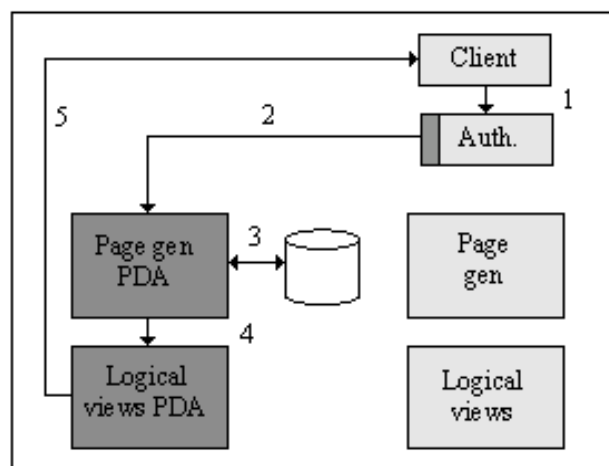 Client
1
5
2
Auth.
Page gen
PDA
3
Page
gen
4
Logical
views PDA
Logical
views